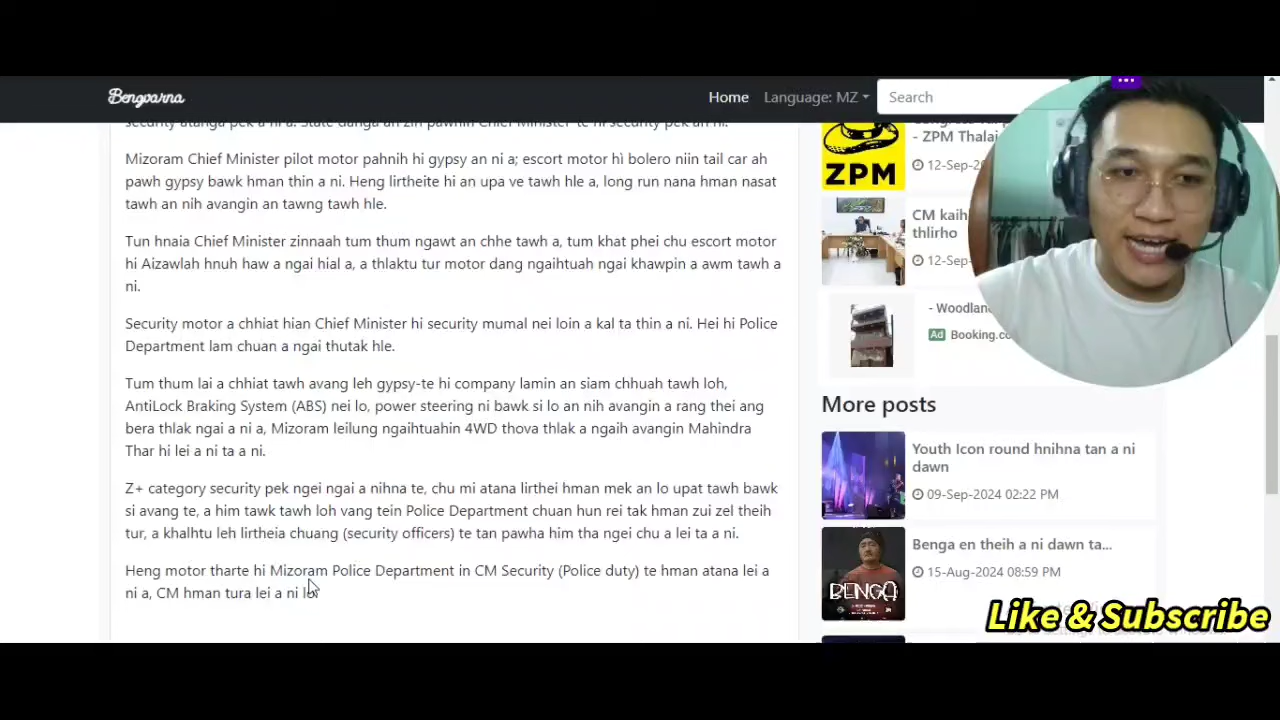 Bengvarna
Home
Language: MZ
Search
security atanga pek a ni a. State danga an zin pawhin Chief Minister te hi security pek an ni.
Mizoram Chief Minister pilot motor pahnih hi gypsy an ni a; escort motor hi bolero niin tail car ah
pawh gypsy bawk hman thin a ni. Heng lirtheite hi an upa ve tawh hle a, long run nana hman nasat
tawh an nih avangin an tawng tawh hle.
Tun hnaia Chief Minister zinnaah tum thum ngawt an chhe tawh a, tum khat phei chu escort motor
hi Aizawlah hnuh haw a ngai hial a, a thlaktu tur motor dang ngaihtuah ngai khawpin a awm tawh a
ni.
Security motor a chhiat hian Chief Minister hi security mumal nei loin a kal ta thin a ni. Hei hi Police
Department lam chuan a ngai thutak hle.
Tum thum lai a chhiat tawh avang leh gypsy-te hi company lamin an siam chhuah tawh loh,
AntiLock Braking System (ABS) nei lo, power steering ni bawk si lo an nih avangin a rang thei ang
bera thlak ngai a ni a, Mizoram leilung ngaihtuahin 4WD thova thlak a ngaih avangin Mahindra
Thar hi lei a ni ta a ni.
Z+ category security pek ngei ngai a nihna te, chu mi atana lirthei hman mek an lo upat tawh bawk
si avang te, a him tawk tawh loh vang tein Police Department chuan hun rei tak hman zui zel theih
tur, a khalhtu leh lirtheia chuang (security officers) te tan pawha him tha ngei chu a lei ta a ni.
Heng motor tharte hi Mizoram Police Department in CM Security (Police duty) te hman atana lei a
ni a, CM hman tura lei a ni lo.
ZPM
- ZPM Thalai
12-Sep-20
CM kaih
thlirho
12-Sep-
- Woodlan
Ad Booking.co
More posts
Youth Icon round hnihna tan a ni
dawn
09-Sep-2024 02:22 PM
BENGA
Benga en theih a ni dawn ta...
15-Aug-2024 08:59 PM
Like & Subscribe